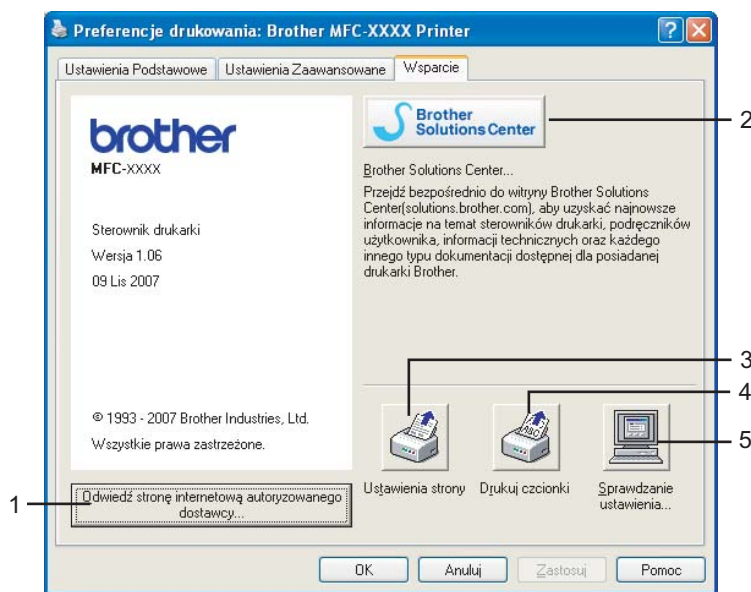 Preferencje drukowania: Brother MFC-XXXX Printer
Ustawienia Podstawowe
Ustawienia Zaawansowane
Wsparcie
brother
MFC-XXXX
Sterownik drukarki
Wersja 1.06
09 Lis 2007
© 1993 - 2007 Brother Industries, Ltd.
Wszystkie prawa zastrzeżone.
1
Odwiedź stronę internetową autoryzowanego
dostawcy...
Brother
Solutions Center
2
Brother Solutions Center...
Przejdź bezpośrednio do witryny Brother Solutions
Center(solutions.brother.com), aby uzyskać najnowsze
informacje na temat sterowników drukarki, podręczników
użytkownika, informacji technicznych oraz każdego
innego typu dokumentacji dostępnej dla posiadanej
drukarki Brother.
3
4
ABC
5
Ustawienia strony
Drukuj czcionki
Sprawdzanie
ustawienia...
OK
Anuluj
Zastosuj
Pomoc